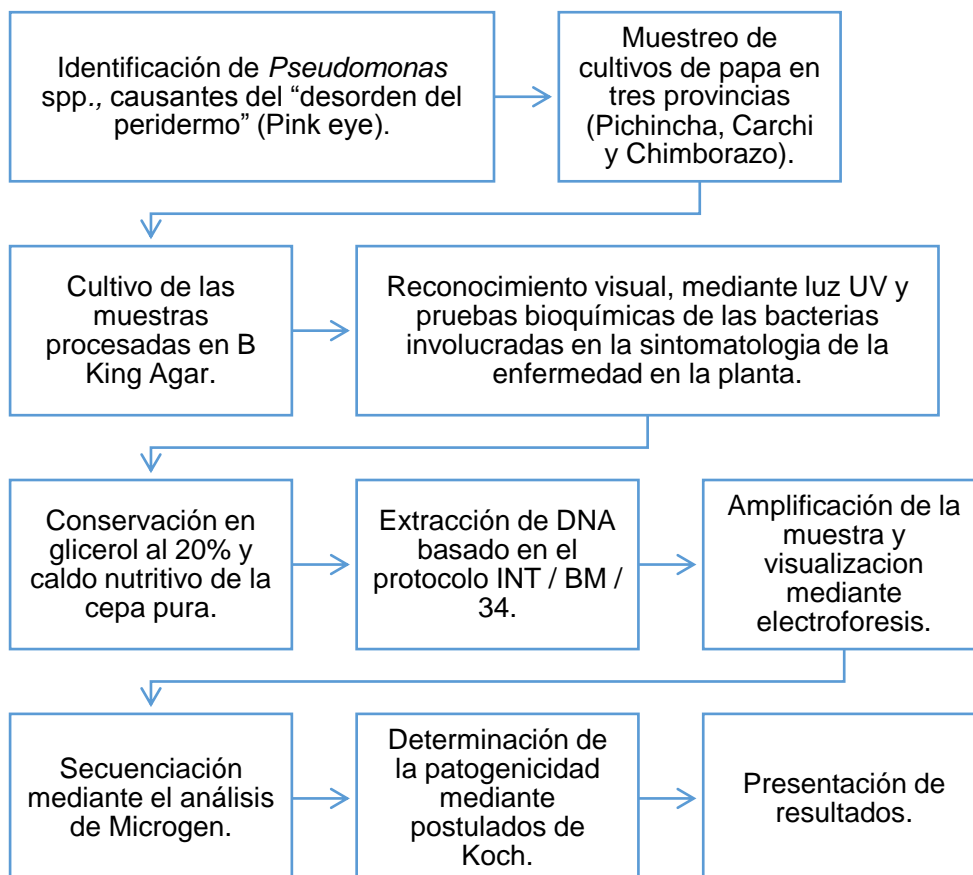 Identificación de Pseudomonas
spp., causantes del “desorden del
peridermo” (Pink eye).
Muestreo de
cultivos de papa en
tres provincias
(Pichincha, Carchi
y Chimborazo).
Cultivo de las
muestras
procesadas en B
King Agar.
Reconocimiento visual, mediante luz UV y
pruebas bioquímicas de las bacterias
involucradas en la sintomatologia de la
enfermedad en la planta.
Conservación en
glicerol al 20% y
caldo nutritivo de la
cepa pura.
Extracción de DNA
basado en el
protocolo INT / BM /
34.
Amplificación de la
muestra y
visualizacion
mediante
electroforesis.
Secuenciación
mediante el análisis
de Microgen.
Determinación de
la patogenicidad
mediante
postulados de
Koch.
Presentación de
resultados.